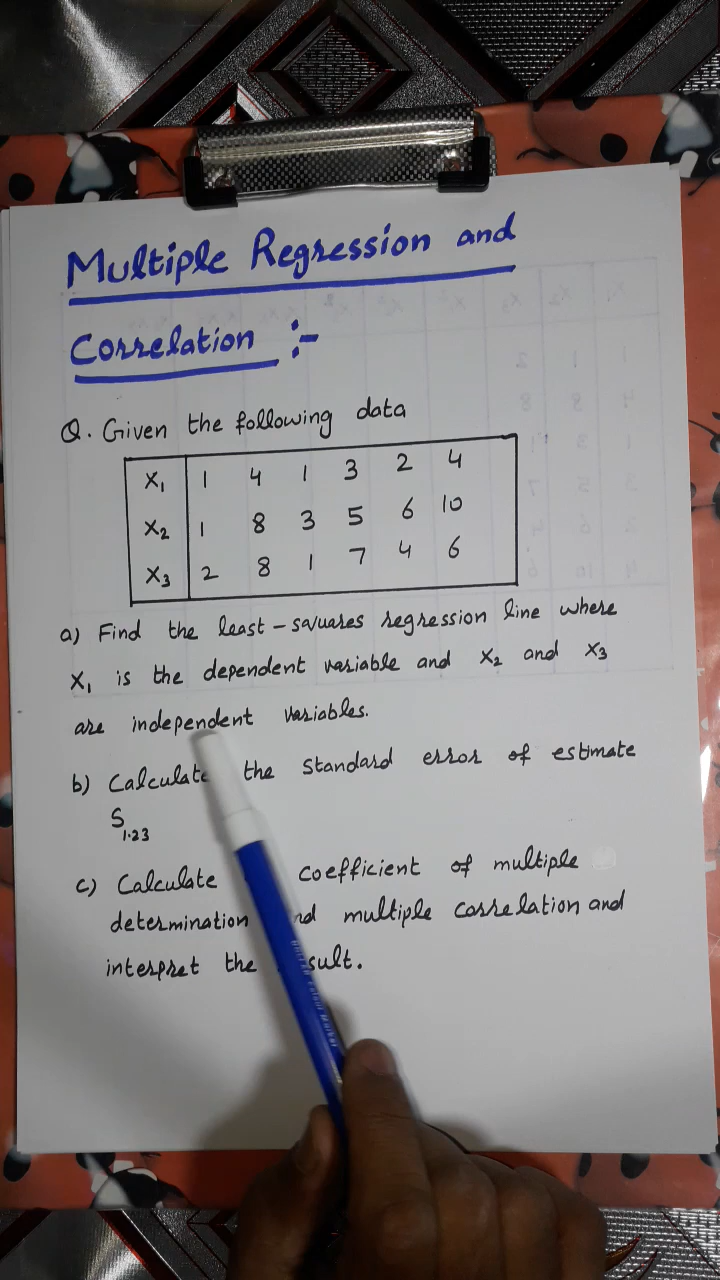 Multiple Regression and
Correlation :-
Q. Given the following data
X1 1 4 1 3 2 4
X2 1 8 3 5 6 10
X3 2 8 1 7 4 6
a) Find the least-squares regression line where
X1 is the dependent variable and X2 and X3
are independent variables.
b) Calculate the standard error of estimate
S1.23
c) Calculate coefficient of multiple
determination nd multiple correlation and
interpret the sult.